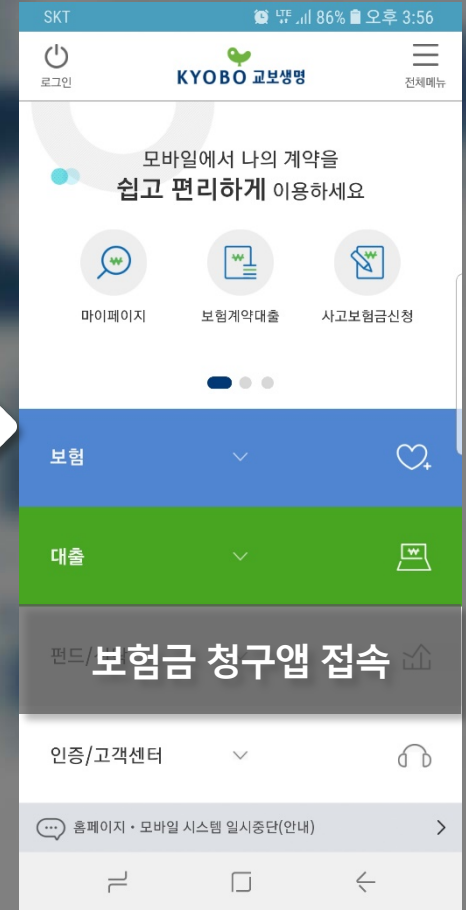 SKT LTE 86% 오후 3:56
로그인
KYOBO 교보생명
전체메뉴
모바일에서 나의 계약을
쉽고 편리하게 이용하세요
마이페이지 보험계약대출 사고보험금신청
보험
대출
펀드/
보험금 청구앱 접속
인증/고객센터
홈페이지・모바일 시스템 일시중단(안내)